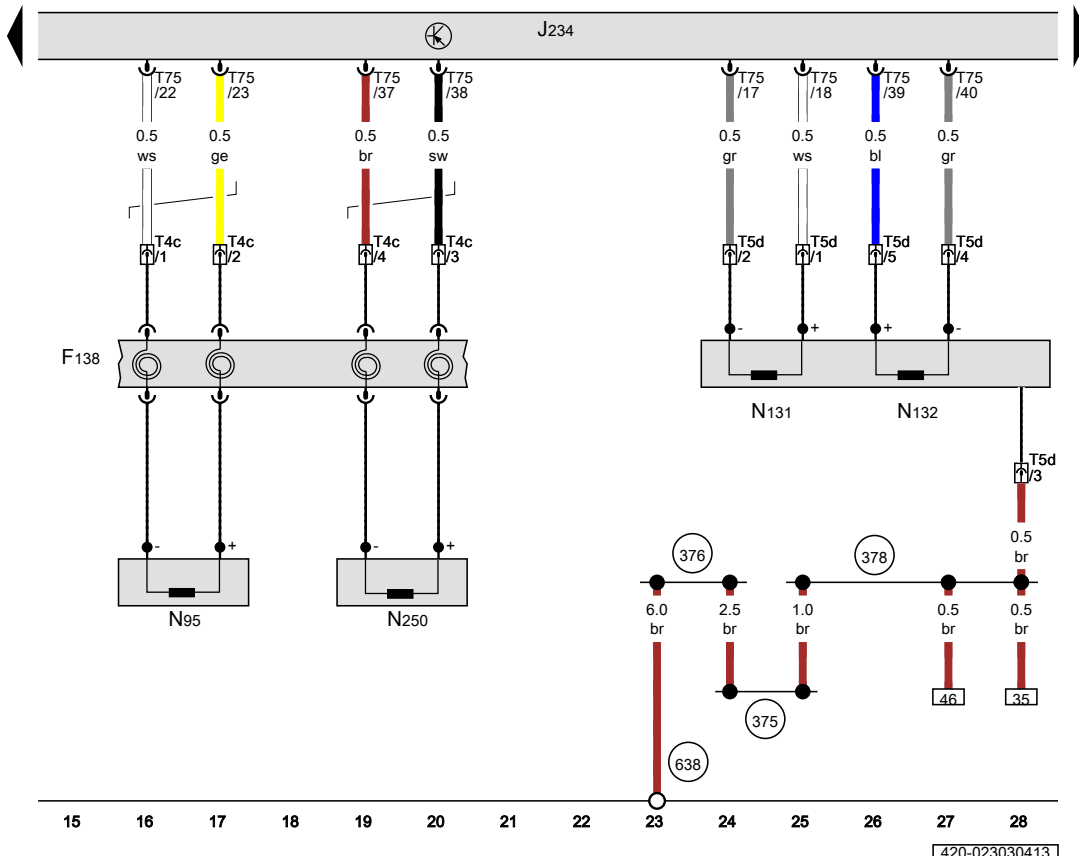 J234
T75 T75 T75 T75 T75 T75 T75 T75
/22 /23 /37 /38 /17 /18 /39 /40
0.5 0.5 0.5 0.5 0.5 0.5 0.5 0.5
ws ge br sw gr ws bl gr
T4c T4c T4c T4c T5d T5d T5d T5d
/1 /2 /4 /3 /2 /1 /5 /4
- + + -
F138
N131 N132
T5d
/3
0.5
br
- + - +
376 378
N95 N250
6.0 2.5 1.0 0.5 0.5
br br br br br
46 35
375
638
15 16 17 18 19 20 21 22 23 24 25 26 27 28
420-023030413